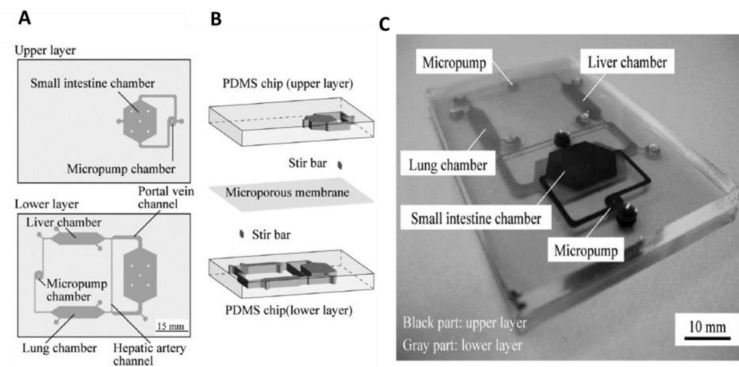 A
Upper layer
Small intestine chamber
Micropump chamber
Lower layer
Portal vein
channel
Liver chamber
Micropump
chamber
15 mm
Lung chamber
Hepatic artery
channel
B
PDMS chip (upper layer)
Stir bar
Microporous membrane
Stir bar
PDMS chip(lower layer)
C
Micropump
Liver chamber
Lung chamber
Small intestine chamber
Micropump
Black part: upper layer
Gray part: lower layer
10 mm